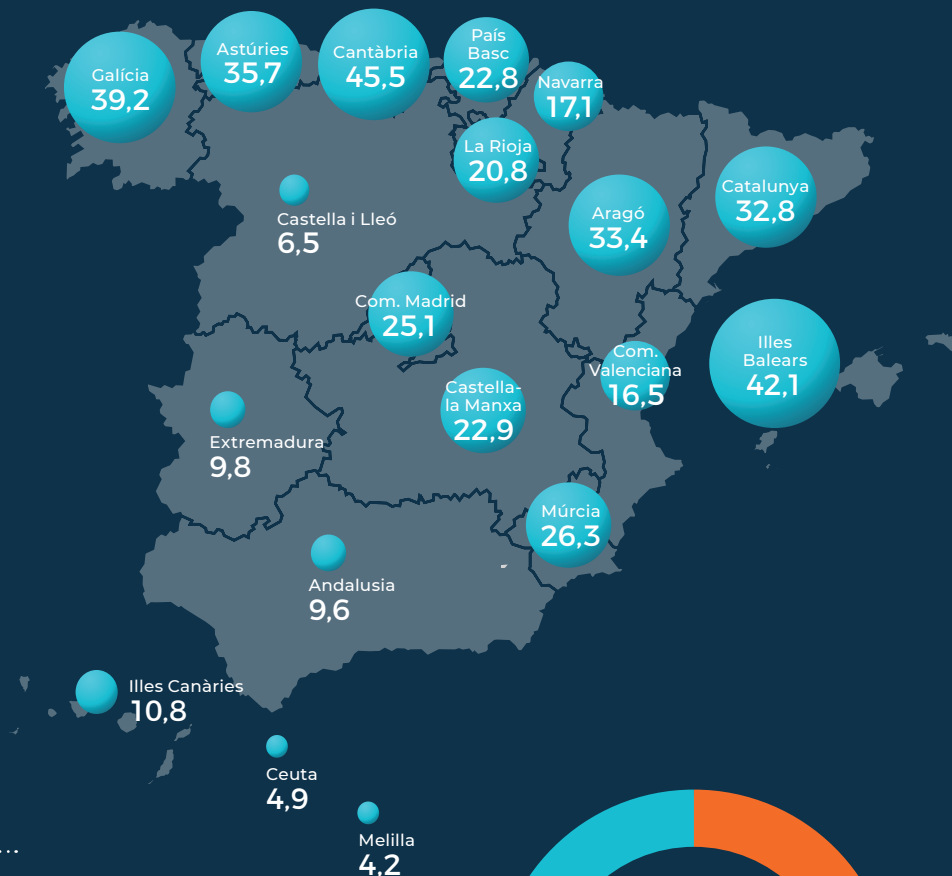 Galícia
39,2
Astúries
35,7
Cantàbria
45,5
País
Basc
22,8
Navarra
17,1
La Rioja
20,8
Castella i Lleó
6,5
Aragó
33,4
Catalunya
32,8
Com. Madrid
25,1
Com.
Valenciana
16,5
Illes
Balears
42,1
Castella-
la Manxa
22,9
Extremadura
9,8
Múrcia
26,3
Andalusia
9,6
Illes Canàries
10,8
Ceuta
4,9
Melilla
4,2
...